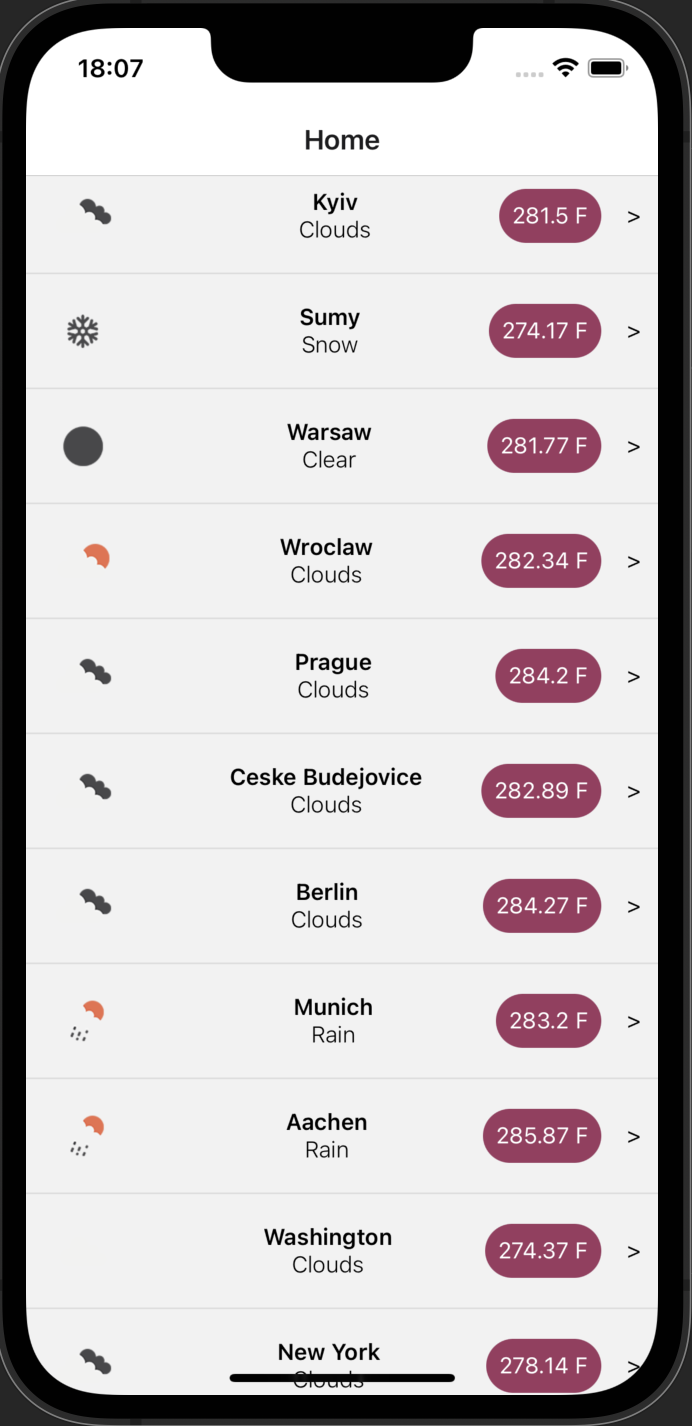 18:07
Home
Kyiv
Clouds
281.5 F
>
Sumy
Snow
274.17 F
>
Warsaw
Clear
281.77 F
>
Wroclaw
Clouds
282.34 F
>
Prague
Clouds
284.2 F
>
Ceske Budejovice
Clouds
282.89 F
>
Berlin
Clouds
284.27 F
>
Munich
Rain
283.2 F
>
Aachen
Rain
285.87 F
>
Washington
Clouds
274.37 F
>
New York
Clouds
278.14 F
>